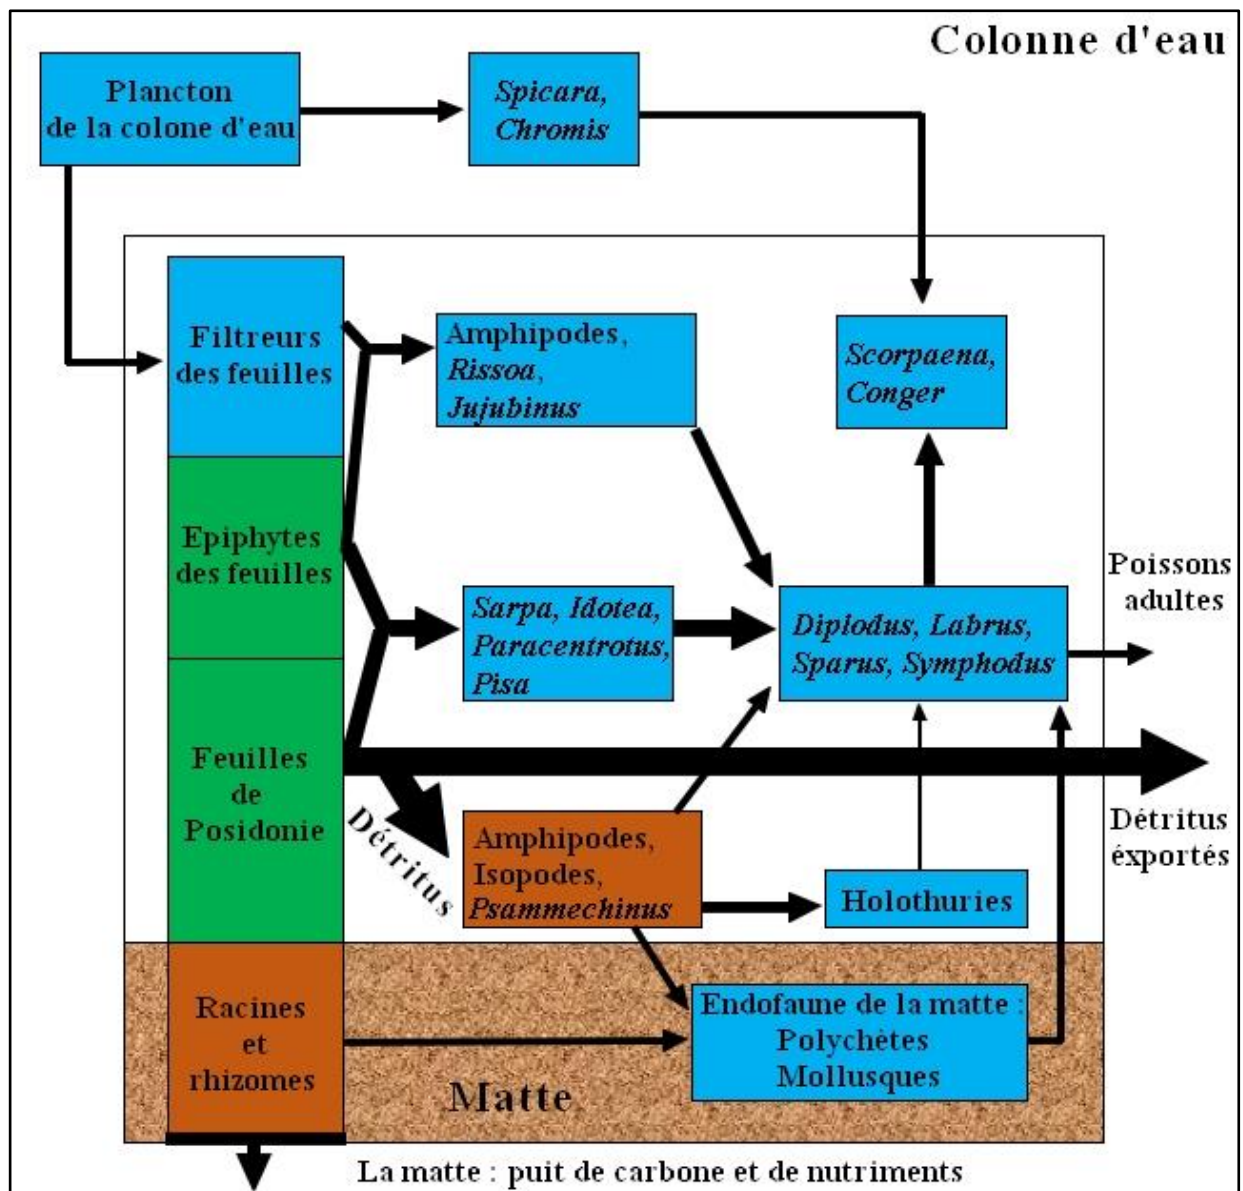 Colonne d'eau
Plancton
de la colone d'eau
Spicara,
Chromis
Filtreurs
des feuilles
Amphipodes,
Rissoa,
Jujubinus
Scorpaena,
Conger
Epiphytes
des feuilles
Sarpa, Idotea,
Paracentrotus,
Pisa
Diplodus, Labrus,
Sparus, Symphodus
Poissons
adultes
Feuilles
de
Posidonie
Détritus
Amphipodes,
Isopodes,
Psammechinus
Holothuries
Détritus
éxportés
Racines
et
rhizomes
Endofaune de la matte :
Polychètes
Mollusques
Matte
La matte : puit de carbone et de nutriments